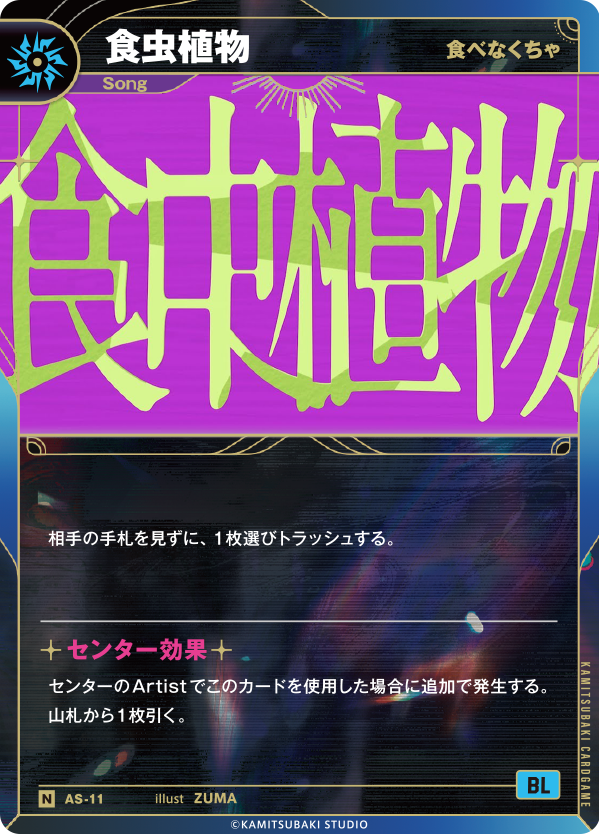 食虫植物
食べなくちゃ
Song
食虫植物
相手の手札を見ずに、1枚選びトラッシュする。
センター効果
センターのArtistでこのカードを使用した場合に追加で発生する。
山札から1枚引く。
KAMITSUBAKI CARDGAME
BL
N AS-11 illust ZUMA
©KAMITSUBAKI STUDIO